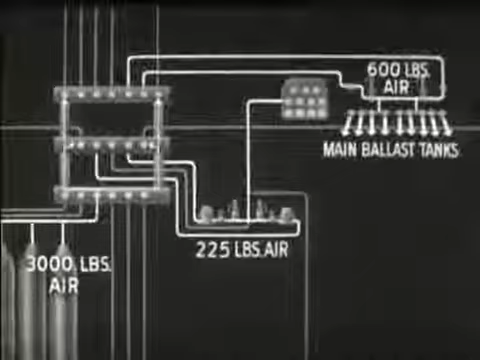 600 LBS.
AIR
MAIN BALLAST TANKS
225 LBS. AIR
3000 LBS.
AIR